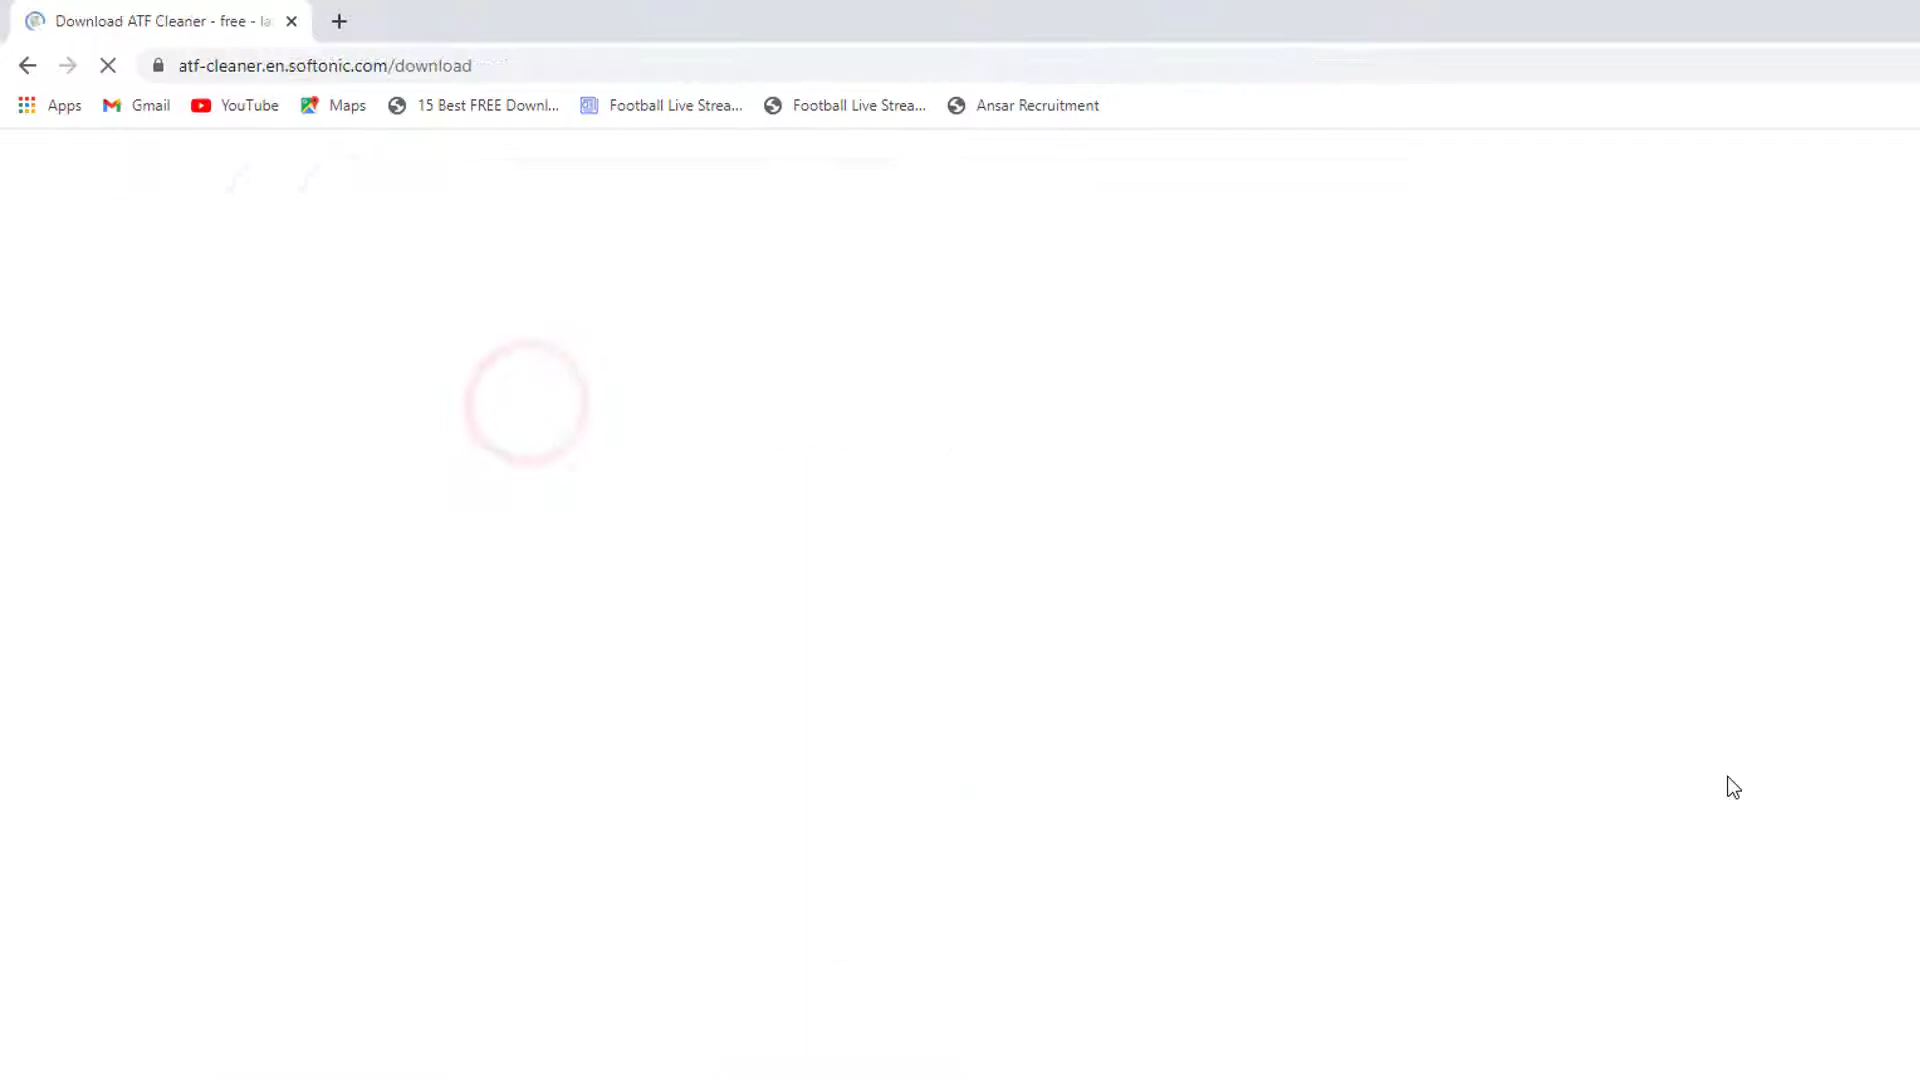 Download ATF Cleaner - free - la
atf-cleaner.en.softonic.com/download
Apps Gmail YouTube Maps 15 Best FREE Downl... Football Live Strea... Football Live Strea... Ansar Recruitment